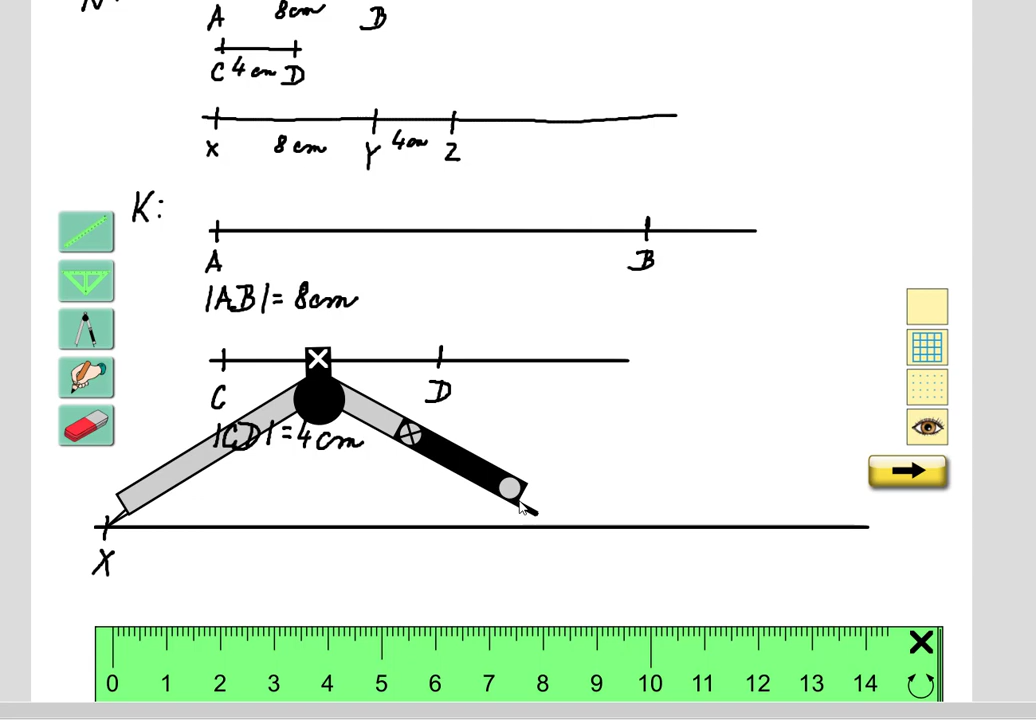 A 8cm B
C 4cm D
X 8cm Y 4cm Z
K:
A B
|AB|= 8cm
C D
|CD|=4cm
X
0 1 2 3 4 5 6 7 8 9 10 11 12 13 14